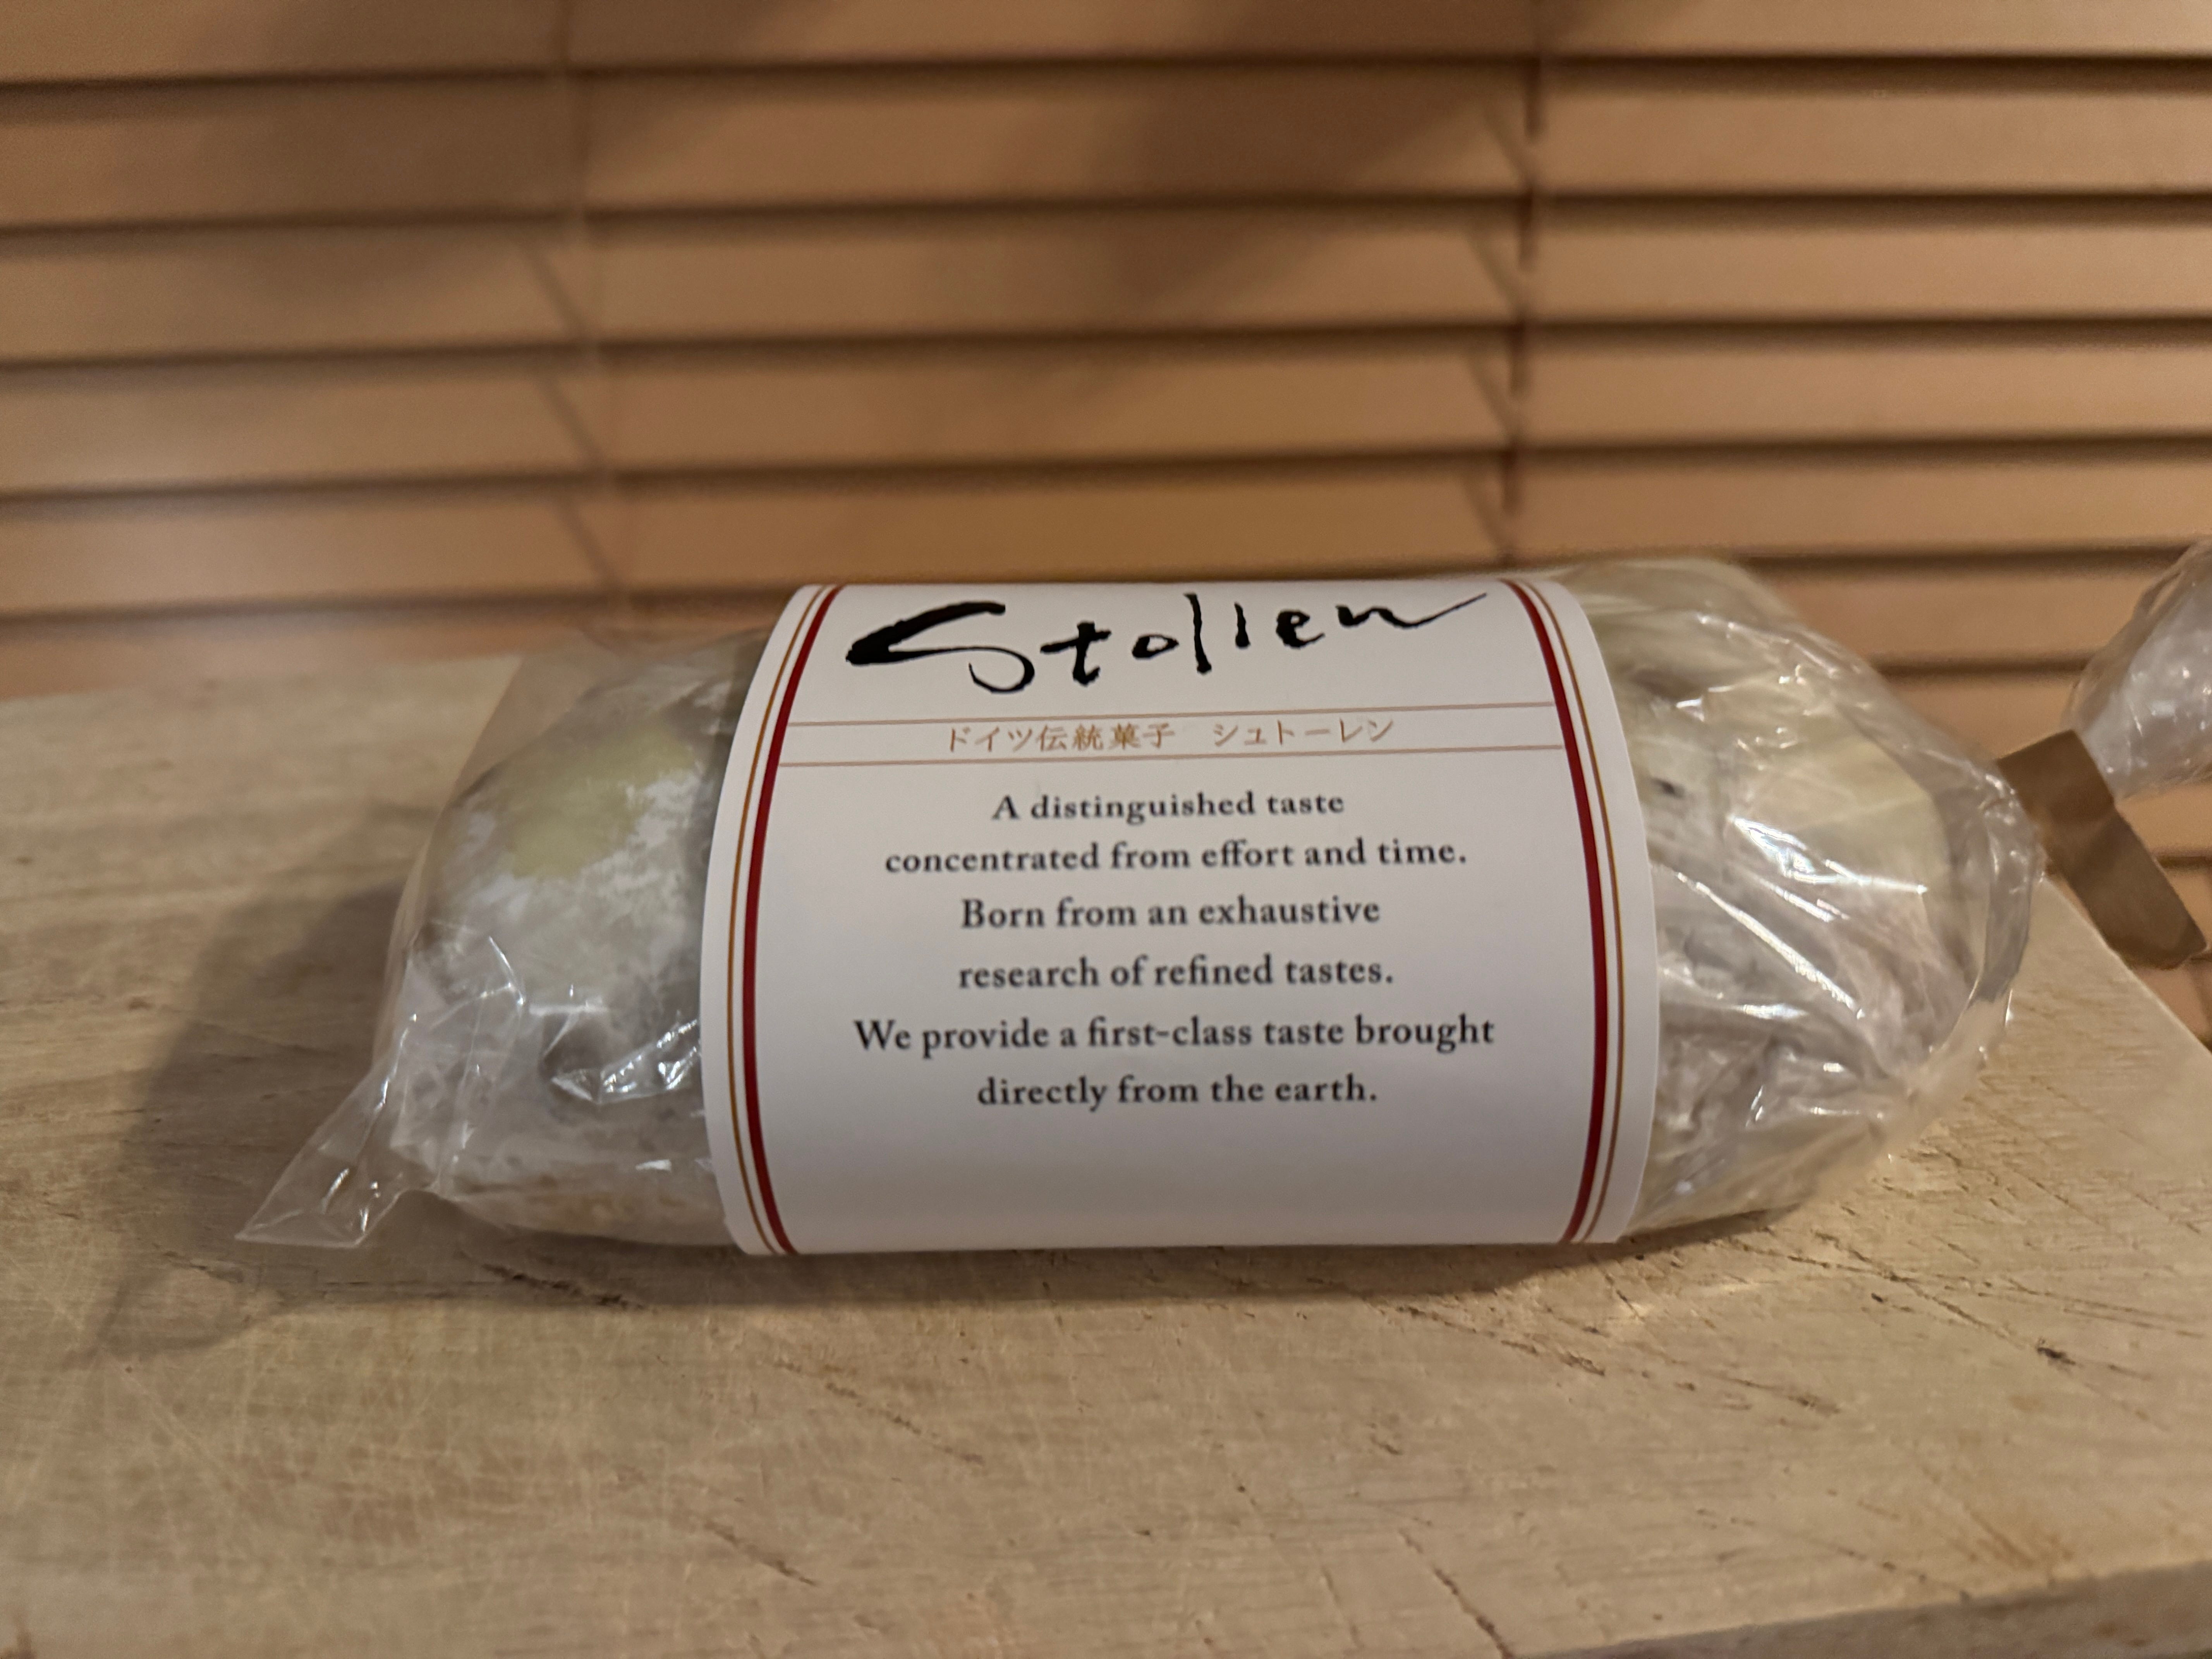 Stollen
ドイツ伝統菓子　シュトーレン
A distinguished taste
concentrated from effort and time.
Born from an exhaustive
research of refined tastes.
We provide a first-class taste brought
directly from the earth.